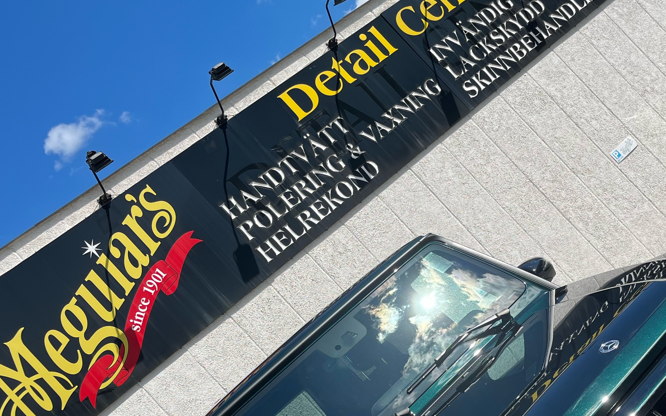 Meguiar's
since 1901
Detail Cen
HANDTVÄTT
POLERING & VAXNING
HELREKOND
INVÄNDIG
LACKSKYDD
SKINNBEHANDL